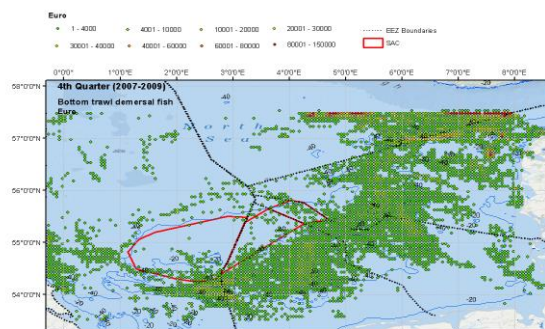 Euro
1 - 4000
4001 - 10000
10001 - 20000
20001 - 30000
EEZ Boundaries
30001 - 40000
40001 - 60000
60001 - 80000
80001 - 150000
SAC
0°0'0"
1°0'0"E
2°0'0"E
3°0'0"E
4°0'0"E
5°0'0"E
6°0'0"E
7°0'0"E
8°0'0"E
58°0'0"N
4th Quarter (2007-2009)
Bottom trawl demersal fish
Euro
57°0'0"N
North
Sea
56°0'0"N
55°0'0"N
54°0'0"N